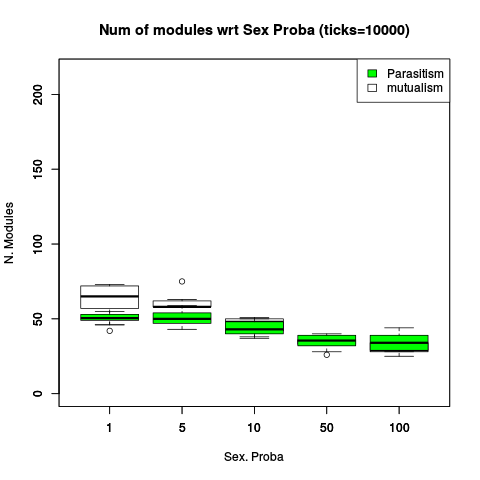 Num of modules wrt Sex Proba (ticks=10000)
Parasitism
mutualism
N. Modules
200
150
100
50
0
1 5 10 50 100
Sex. Proba